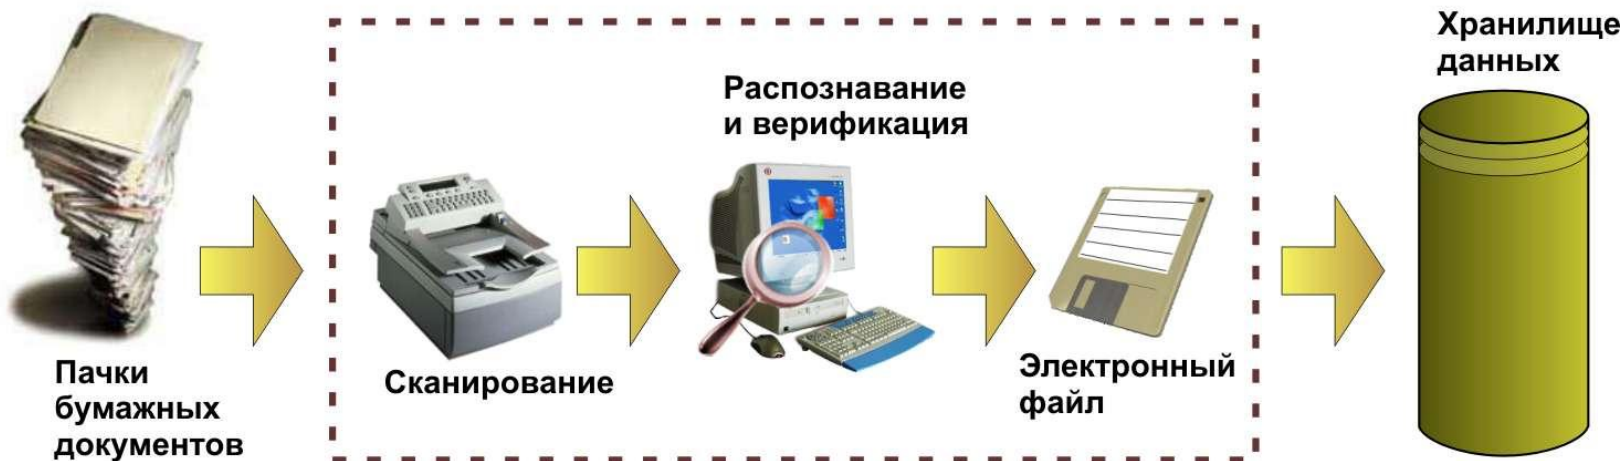 Пачки
бумажных
документов
Сканирование
Распознавание
и верификация
Электронный
файл
Хранилище
данных